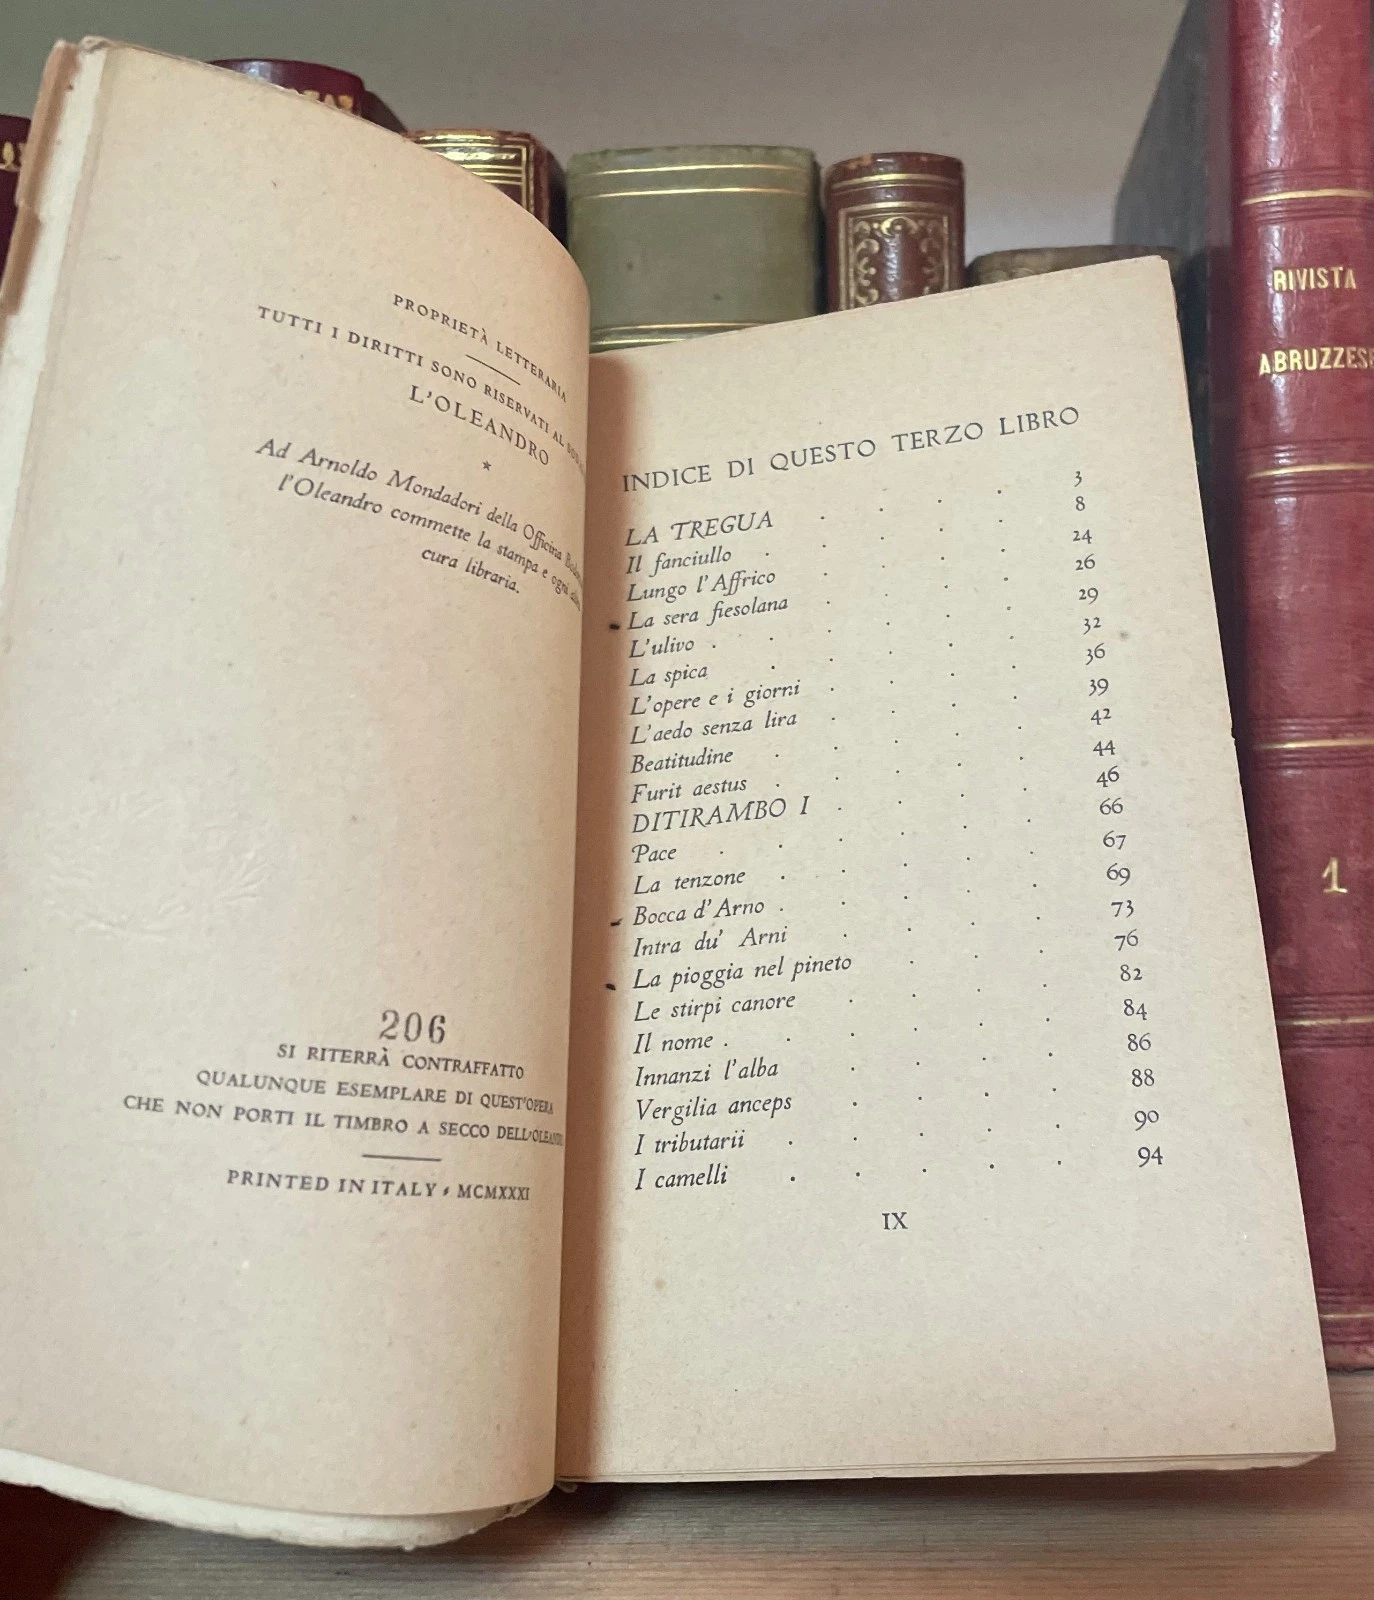 PROPRIETÀ LETTERARIA
TUTTI I DIRITTI SONO RISERVATI AL
L'OLEANDRO
*
Ad Arnoldo Mondadori della Officina
l'Oleandro commette la stampa e ogni
cura libraria.
206
SI RITERRÀ CONTRAFFATTO
QUALUNQUE ESEMPLARE DI QUEST'OPERA
CHE NON PORTI IL TIMBRO A SECCO
PRINTED IN ITALY MCMXXXI
INDICE DI QUESTO TERZO LIBRO
LA TREGUA . . . . 3
Il fanciullo . . . . . 8
Lungo l'Affrico . . . . 24
La sera fiesolana . . . . 26
L'ulivo . . . . . 29
La spica . . . . . 32
L'opere e i giorni . . . . 36
L'aedo senza lira . . . . 39
Beatitudine . . . . . 42
Furit aestus . . . . . 44
DITIRAMBO I . . . . 46
Pace . . . . . . 66
La tenzone . . . . . 67
Bocca d'Arno . . . . . 69
Intra du' Arni . . . . 73
La pioggia nel pineto . . . 76
Le stirpi canore . . . . 82
Il nome . . . . . . 84
Innanzi l'alba . . . . 86
Vergilia anceps . . . . 88
I tributarii . . . . . 90
I camelli . . . . . 94
IX
RIVISTA
ABRUZZESE
1